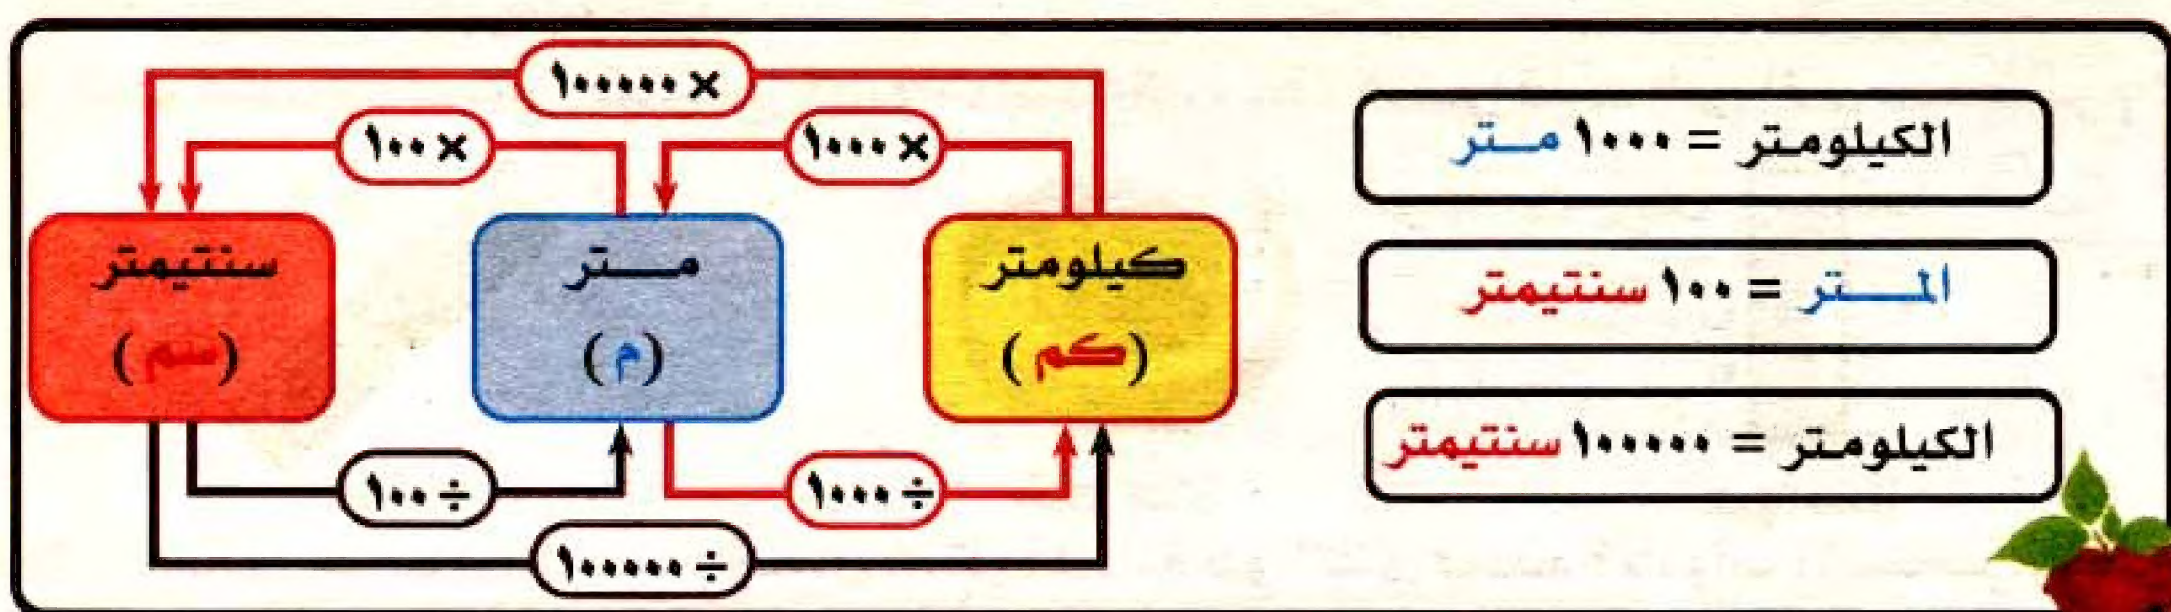 ١٠٠٠٠٠ ×
١٠٠٠ ×
١٠٠ ×
الكيلومتر = ١٠٠٠ متر
كيلومتر
(كم)
متر
(م)
سنتيمتر
(سم)
المتر = ١٠٠ سنتيمتر
الكيلومتر = ١٠٠٠٠٠ سنتيمتر
١٠٠٠ ÷
١٠٠ ÷
١٠٠٠٠٠ ÷